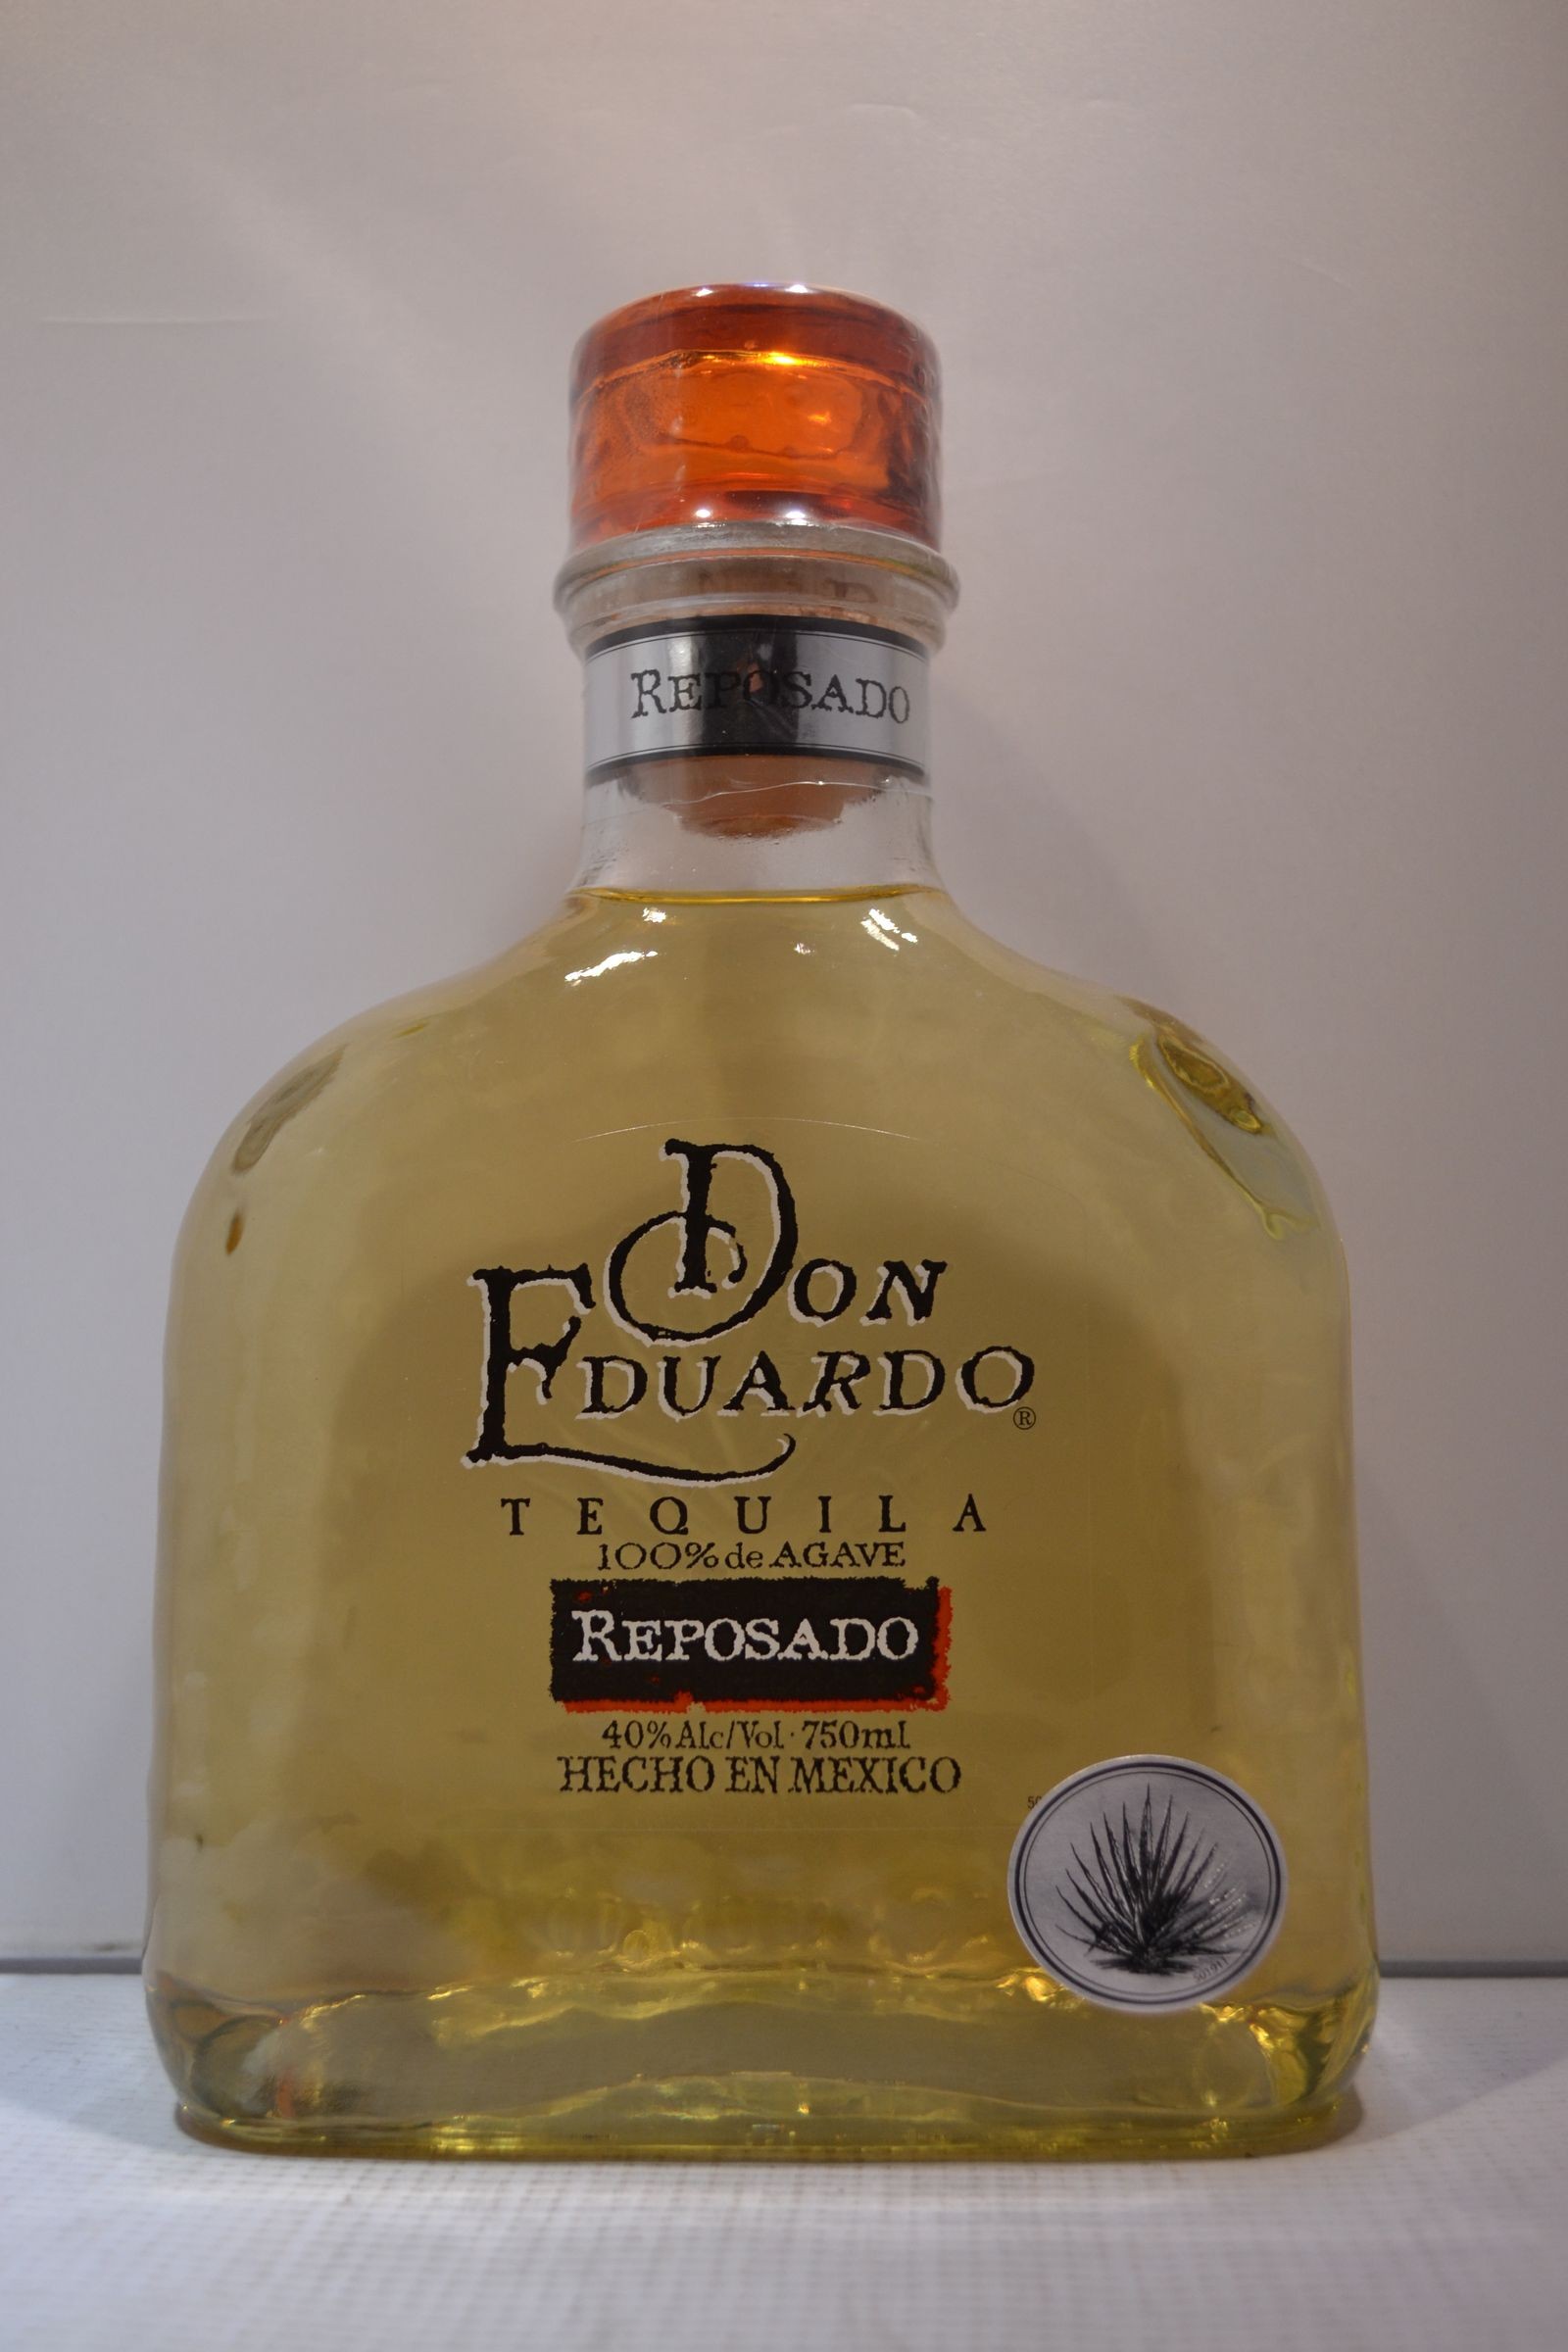 REPOSADO
DON
EDUARDO®
TEQUILA
100% de AGAVE
REPOSADO
40% Alc/Vol · 750ml
HECHO EN MEXICO